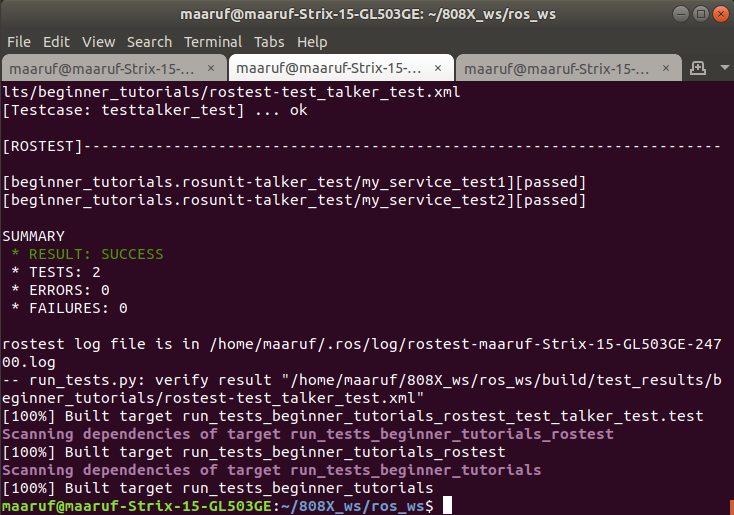 maaruf@maaruf-Strix-15-GL503GE: ~/808X_ws/ros_ws
File Edit View Search Terminal Tabs Help
maaruf@maaruf-Strix-15-... × maaruf@maaruf-Strix-15-... × maaruf@maaruf-Strix-15-... ×
lts/beginner_tutorials/rostest-test_talker_test.xml
[Testcase: testtalker_test] ... ok
[ROSTEST]-----------------------------------------------------------------------
[beginner_tutorials.rosunit-talker_test/my_service_test1][passed]
[beginner_tutorials.rosunit-talker_test/my_service_test2][passed]
SUMMARY
* RESULT: SUCCESS
* TESTS: 2
* ERRORS: 0
* FAILURES: 0
rostest log file is in /home/maaruf/.ros/log/rostest-maaruf-Strix-15-GL503GE-247
00.log
-- run_tests.py: verify result "/home/maaruf/808X_ws/ros_ws/build/test_results/b
eginner_tutorials/rostest-test_talker_test.xml"
[100%] Built target run_tests_beginner_tutorials_rostest_test_talker_test.test
Scanning dependencies of target run_tests_beginner_tutorials_rostest
[100%] Built target run_tests_beginner_tutorials_rostest
Scanning dependencies of target run_tests_beginner_tutorials
[100%] Built target run_tests_beginner_tutorials
maaruf@maaruf-Strix-15-GL503GE:~/808X_ws/ros_ws$